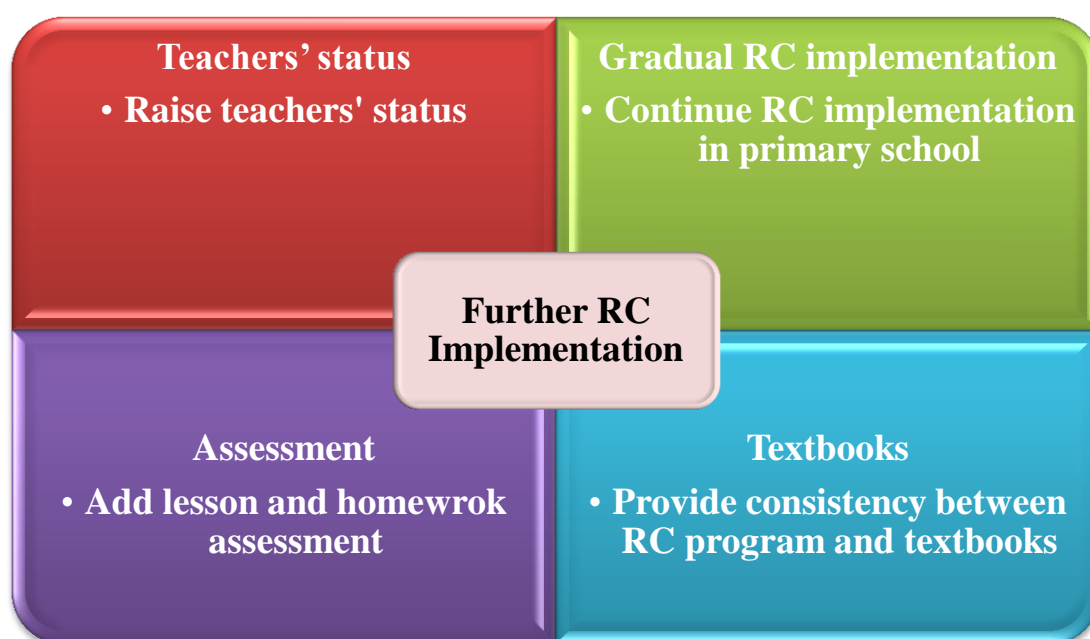 Teachers’ status
• Raise teachers' status
Gradual RC implementation
• Continue RC implementation
in primary school
Further RC
Implementation
Assessment
• Add lesson and homewrok
assessment
Textbooks
• Provide consistency between
RC program and textbooks